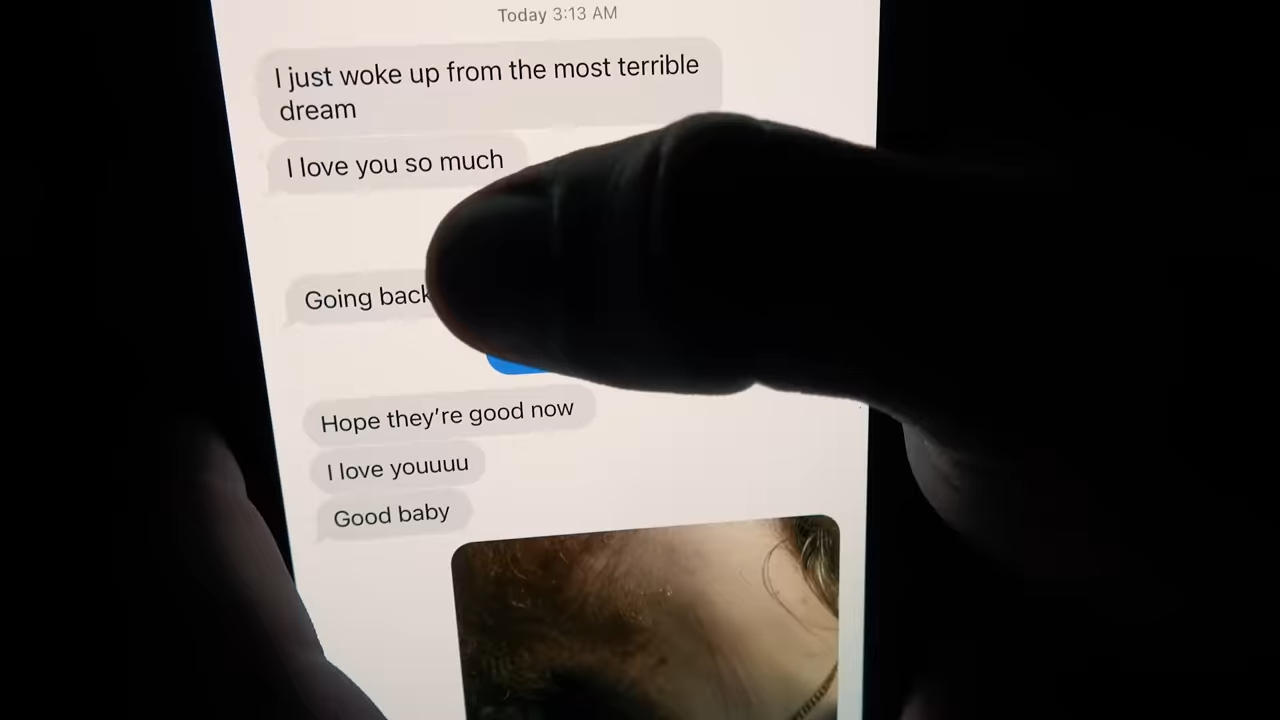 Today 3:13 AM
I just woke up from the most terrible
dream
I love you so much
Going back
Hope they're good now
I love youuuu
Good baby